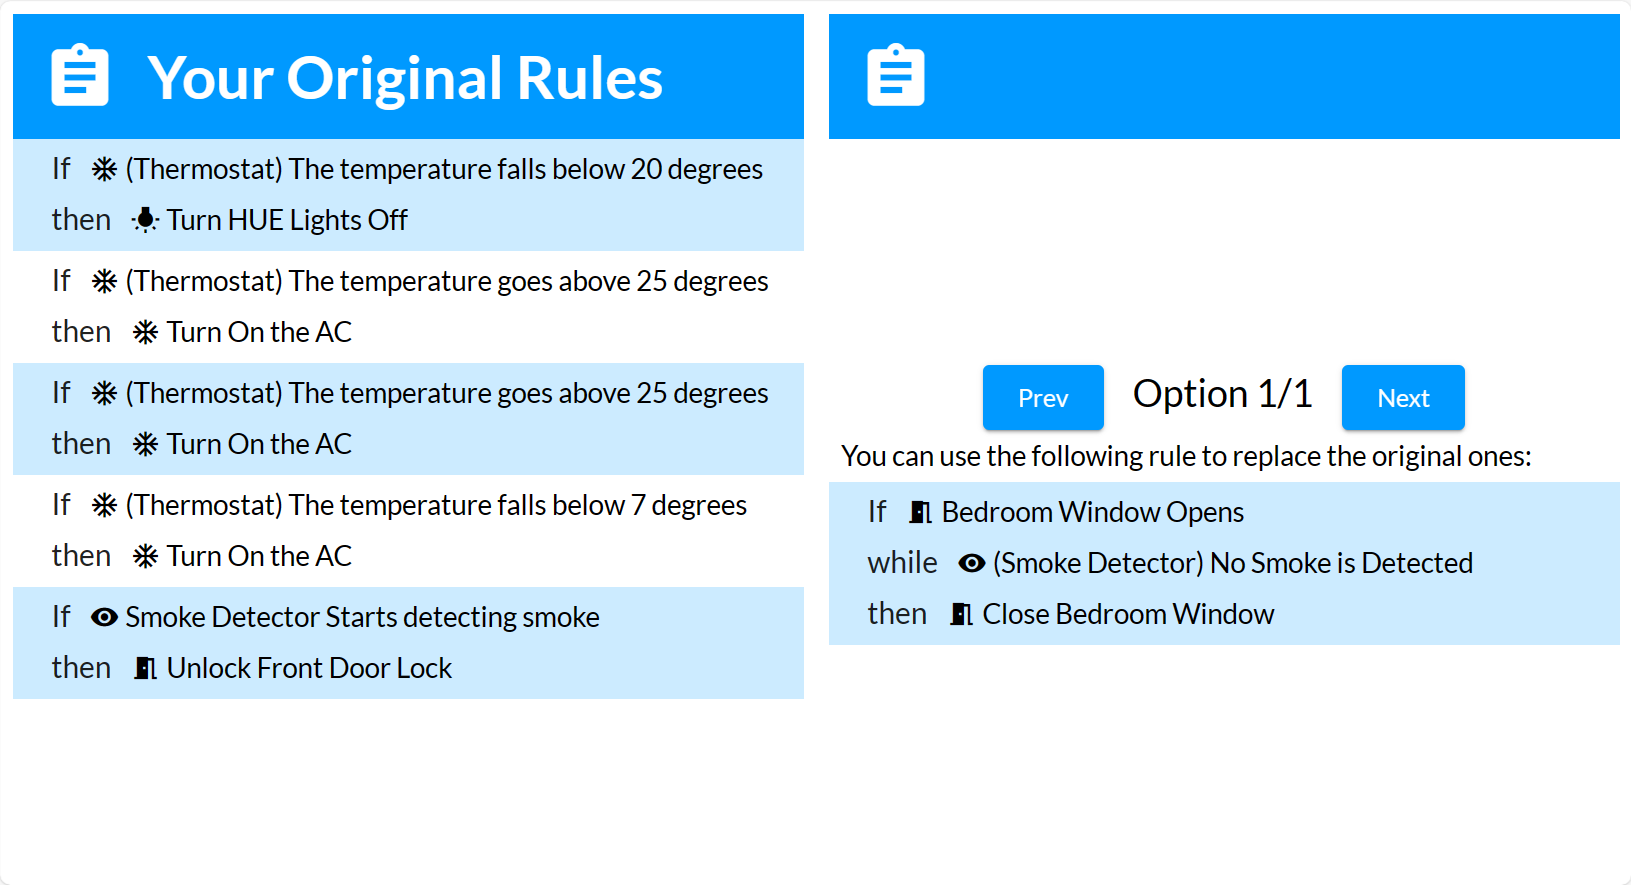 Your Original Rules
If (Thermostat) The temperature falls below 20 degrees
then Turn HUE Lights Off
If (Thermostat) The temperature goes above 25 degrees
then Turn On the AC
If (Thermostat) The temperature goes above 25 degrees
then Turn On the AC
If (Thermostat) The temperature falls below 7 degrees
then Turn On the AC
If Smoke Detector Starts detecting smoke
then Unlock Front Door Lock
Prev Option 1/1 Next
You can use the following rule to replace the original ones:
If Bedroom Window Opens
while (Smoke Detector) No Smoke is Detected
then Close Bedroom Window